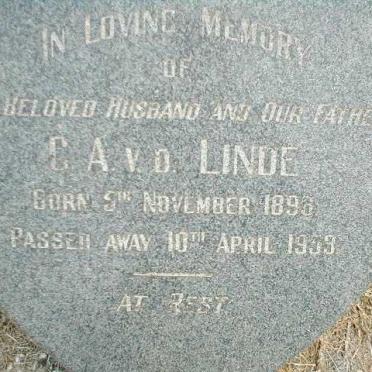 IN LOVING MEMORY
OF
BELOVED HUSBAND AND OUR FATHE
C. A. V. D. LINDE
BORN 5TH NOVEMBER
PASSED AWAY 10TH APRIL
AT REST